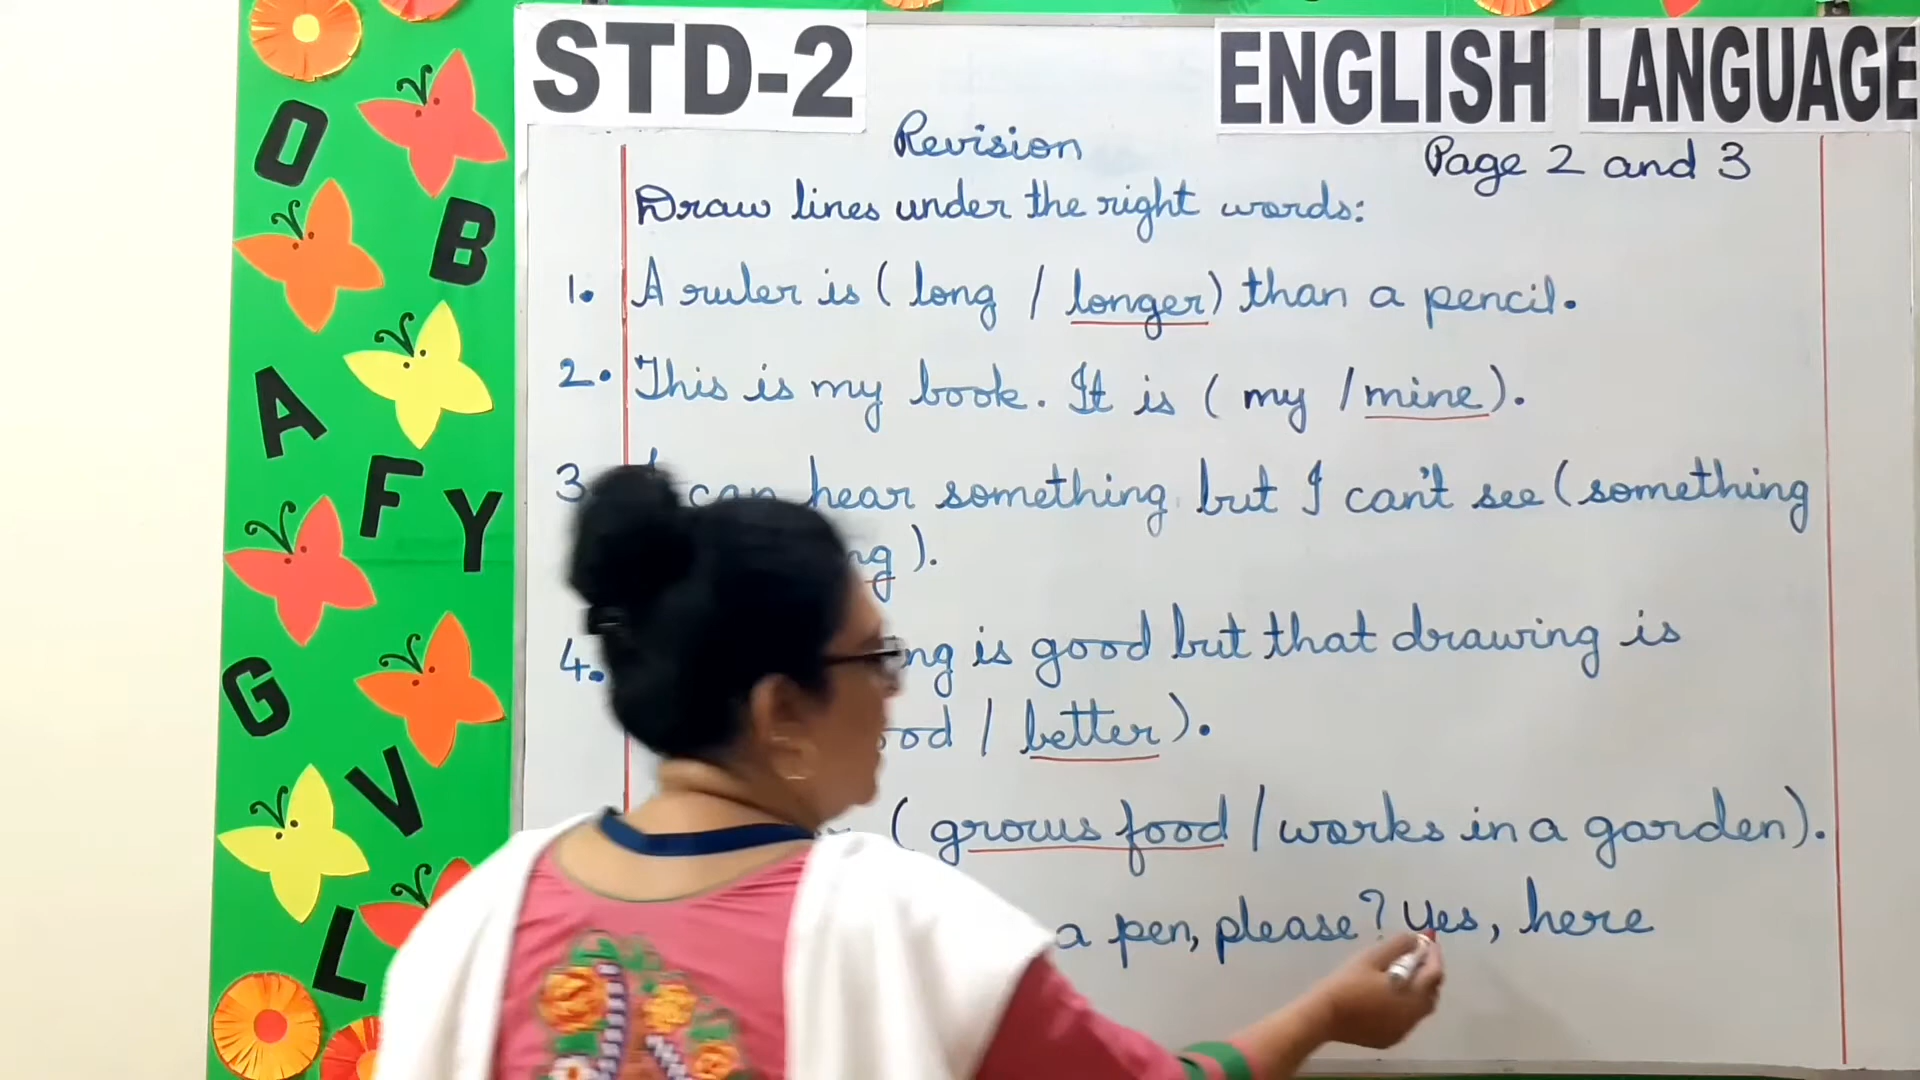 STD-2
ENGLISH LANGUAGE
Revision
Page 2 and 3
Draw lines under the right words:
1. A ruler is ( long / longer ) than a pencil.
2. This is my book. It is ( my / mine ).
3. can hear something but I can't see ( something
).
4. is good but that drawing is
/ better ).
( grows food / works in a garden ).
a pen, please? Yes, here
O
B
A
F
Y
G
V
L